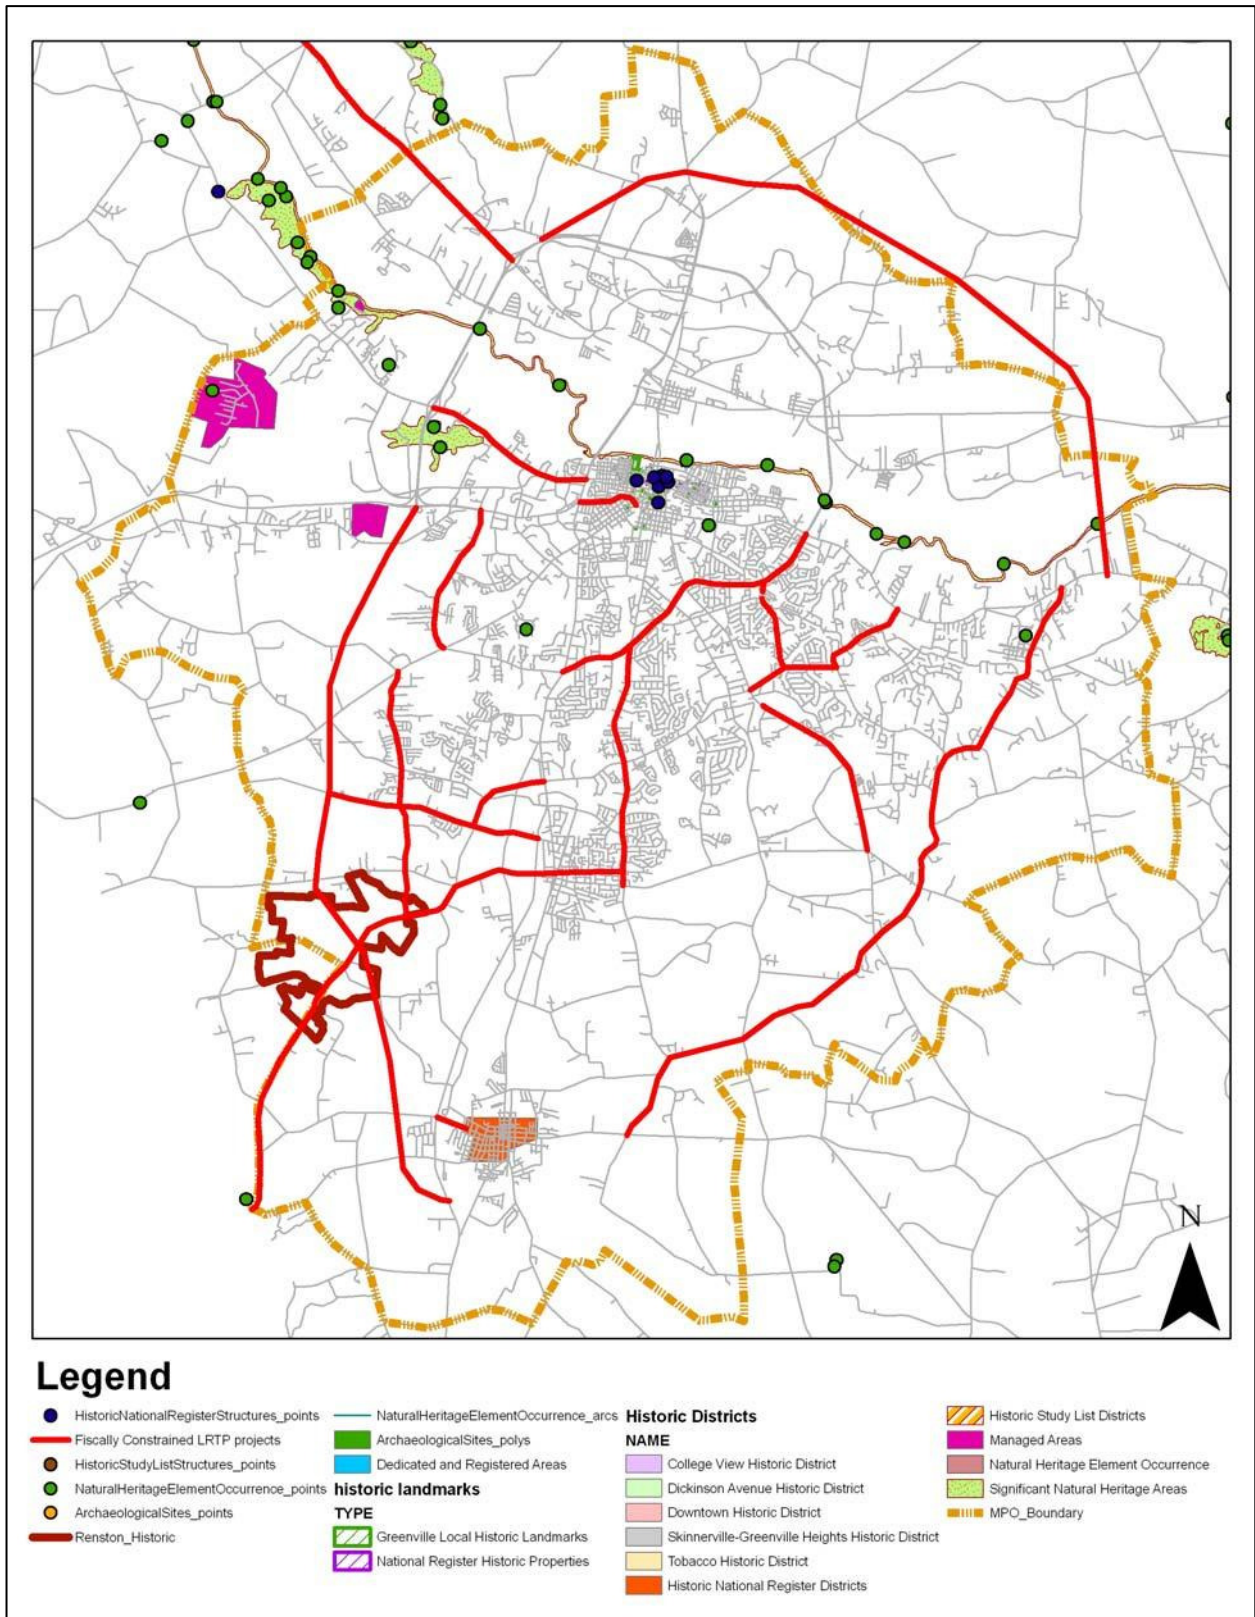 N
Legend
HistoricNationalRegisterStructures_points
Fiscally Constrained LRTP projects
HistoricStudyListStructures_points
NaturalHeritageElementOccurrence_points
ArchaeologicalSites_points
Renston_Historic
NaturalHeritageElementOccurrence_arcs
ArchaeologicalSites_polys
Dedicated and Registered Areas
historic landmarks
TYPE
Greenville Local Historic Landmarks
National Register Historic Properties
Historic Districts
NAME
College View Historic District
Dickinson Avenue Historic District
Downtown Historic District
Skinnerville-Greenville Heights Historic District
Tobacco Historic District
Historic National Register Districts
Historic Study List Districts
Managed Areas
Natural Heritage Element Occurrence
Significant Natural Heritage Areas
MPO_Boundary